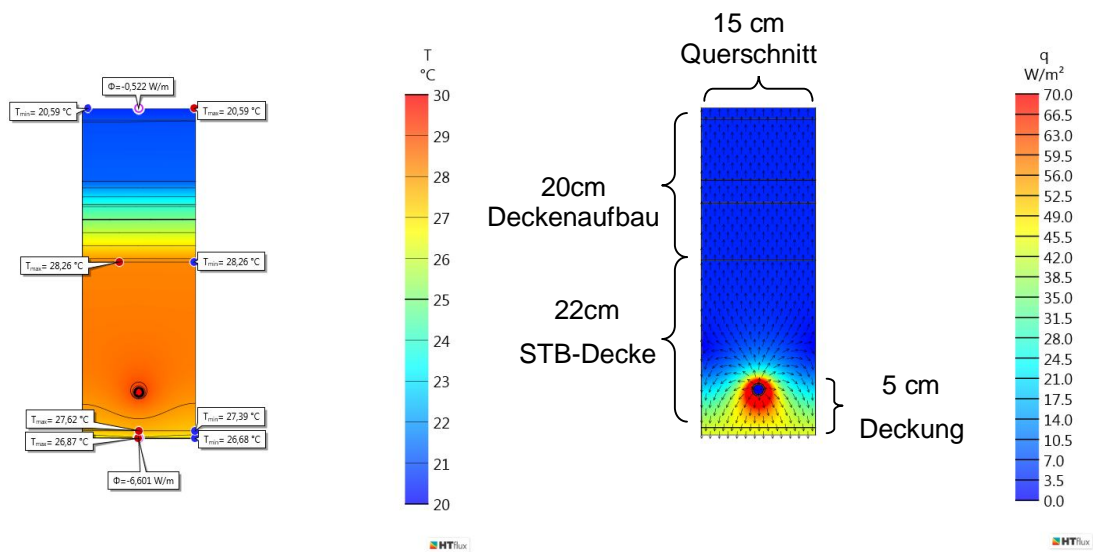 T
°C
Φ=-0,522 W/m
Tmin= 20,59 °C
Tmax= 20,59 °C
Tmax= 28,26 °C
Tmin= 28,26 °C
Tmax= 27,62 °C
Tmin= 27,39 °C
Tmax= 26,87 °C
Tmin= 26,68 °C
Φ=-6,601 W/m
30
29
28
27
26
25
24
23
22
21
20
HTflux
15 cm
Querschnitt
20cm
Deckenaufbau
22cm
STB-Decke
5 cm
Deckung
q
W/m²
70.0
66.5
63.0
59.5
56.0
52.5
49.0
45.5
42.0
38.5
35.0
31.5
28.0
24.5
21.0
17.5
14.0
10.5
7.0
3.5
0.0
HTflux